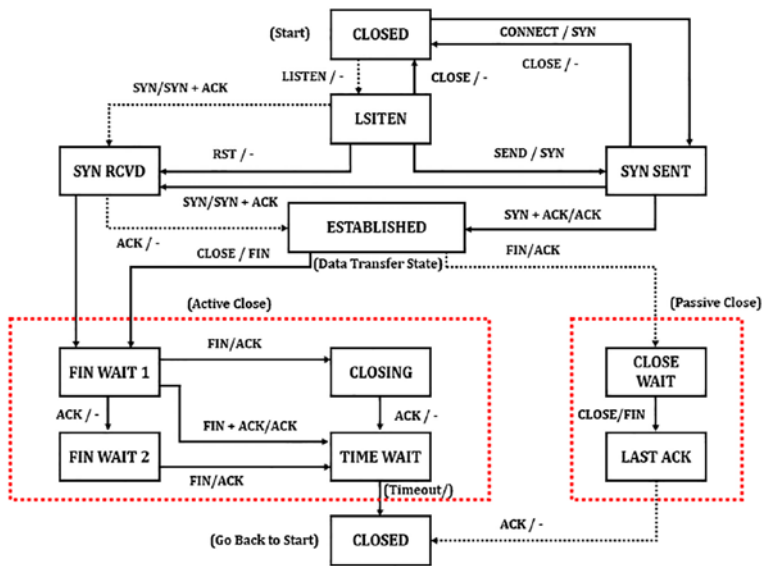 (Start)
CLOSED
CONNECT / SYN
CLOSE / -
LISTEN / -
CLOSE / -
SYN/SYN + ACK
LSITEN
RST / -
SEND / SYN
SYN RCVD
SYN SENT
SYN/SYN + ACK
ESTABLISHED
SYN + ACK/ACK
ACK / -
CLOSE / FIN
(Data Transfer State)
FIN/ACK
(Active Close)
(Passive Close)
FIN WAIT 1
FIN/ACK
CLOSING
CLOSE
WAIT
ACK / -
FIN + ACK/ACK
ACK / -
CLOSE/FIN
FIN WAIT 2
TIME WAIT
LAST ACK
FIN/ACK
(Timeout/)
(Go Back to Start)
CLOSED
ACK / -